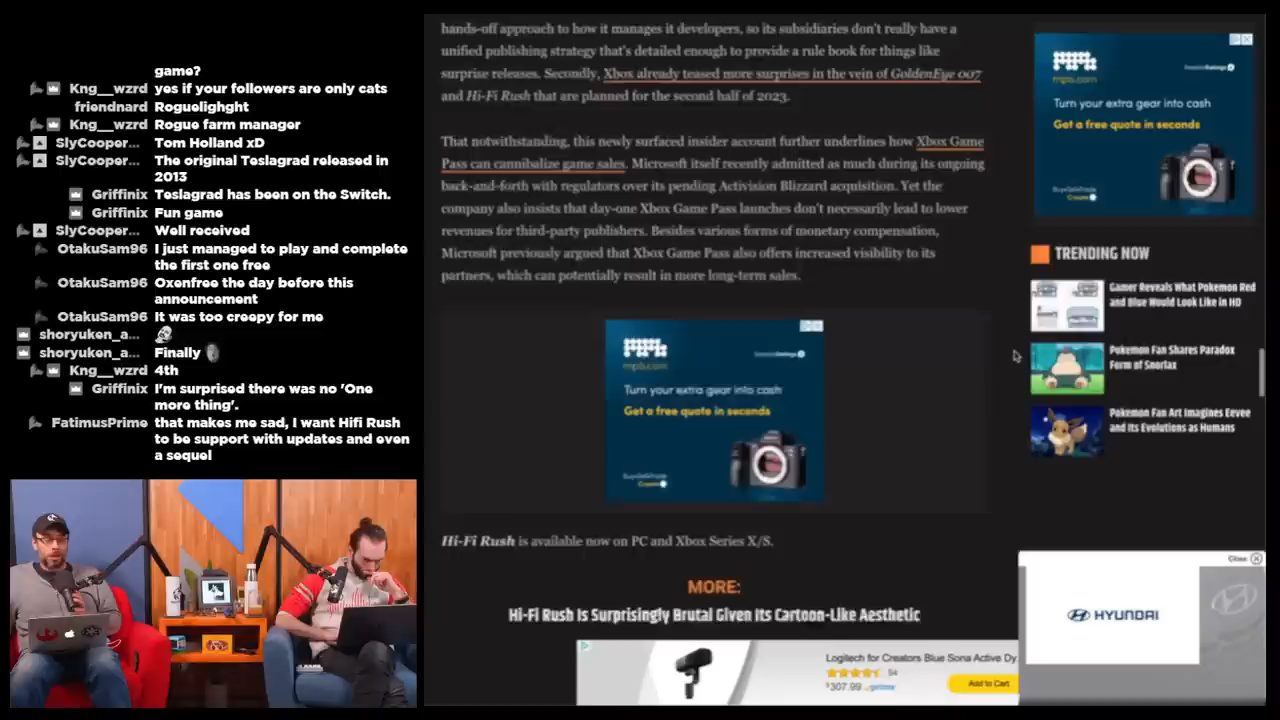 game?
Kng__wzrd yes if your followers are only cats
friendnard Roguelighght
Kng__wzrd Rogue farm manager
SlyCooper... Tom Holland xD
SlyCooper... The original Teslagrad released in
2013
Griffinix Teslagrad has been on the Switch.
Griffinix Fun game
SlyCooper... Well received
OtakuSam96 I just managed to play and complete
the first one free
OtakuSam96 Oxenfree the day before this
announcement
OtakuSam96 It was too creepy for me
shoryuken_a...
shoryuken_a... Finally
Kng__wzrd 4th
Griffinix I'm surprised there was no 'One
more thing'.
FatimusPrime that makes me sad, I want Hifi Rush
to be support with updates and even
a sequel
hands-off approach to how it manages it developers, so its subsidiaries don't really have a
unified publishing strategy that's detailed enough to provide a rule book for things like
surprise releases. Secondly, Xbox already teased more surprises in the vein of GoldenEye 007
and Hi-Fi Rush that are planned for the second half of 2023.
That notwithstanding, this newly surfaced insider account further underlines how Xbox Game
Pass can cannibalize game sales. Microsoft itself recently admitted as much during its ongoing
back-and-forth with regulators over its pending Activision Blizzard acquisition. Yet the
company also insists that day-one Xbox Game Pass launches don't necessarily lead to lower
revenues for third-party publishers. Besides various forms of monetary compensation,
Microsoft previously argued that Xbox Game Pass also offers increased visibility to its
partners, which can potentially result in more long-term sales.
mpb.com
Turn your extra gear into cash
Get a free quote in seconds
Hi-Fi Rush is available now on PC and Xbox Series X/S.
MORE:
Hi-Fi Rush Is Surprisingly Brutal Given Its Cartoon-Like Aesthetic
Logitech for Creators Blue Sona Active Dy
54
$307.99 prime
Add to Cart
mpb.com
Turn your extra gear into cash
Get a free quote in seconds
TRENDING NOW
Gamer Reveals What Pokemon Red
and Blue Would Look Like in HD
Pokemon Fan Shares Paradox
Form of Snorlax
Pokemon Fan Art Imagines Eevee
and Its Evolutions as Humans
Close
HYUNDAI